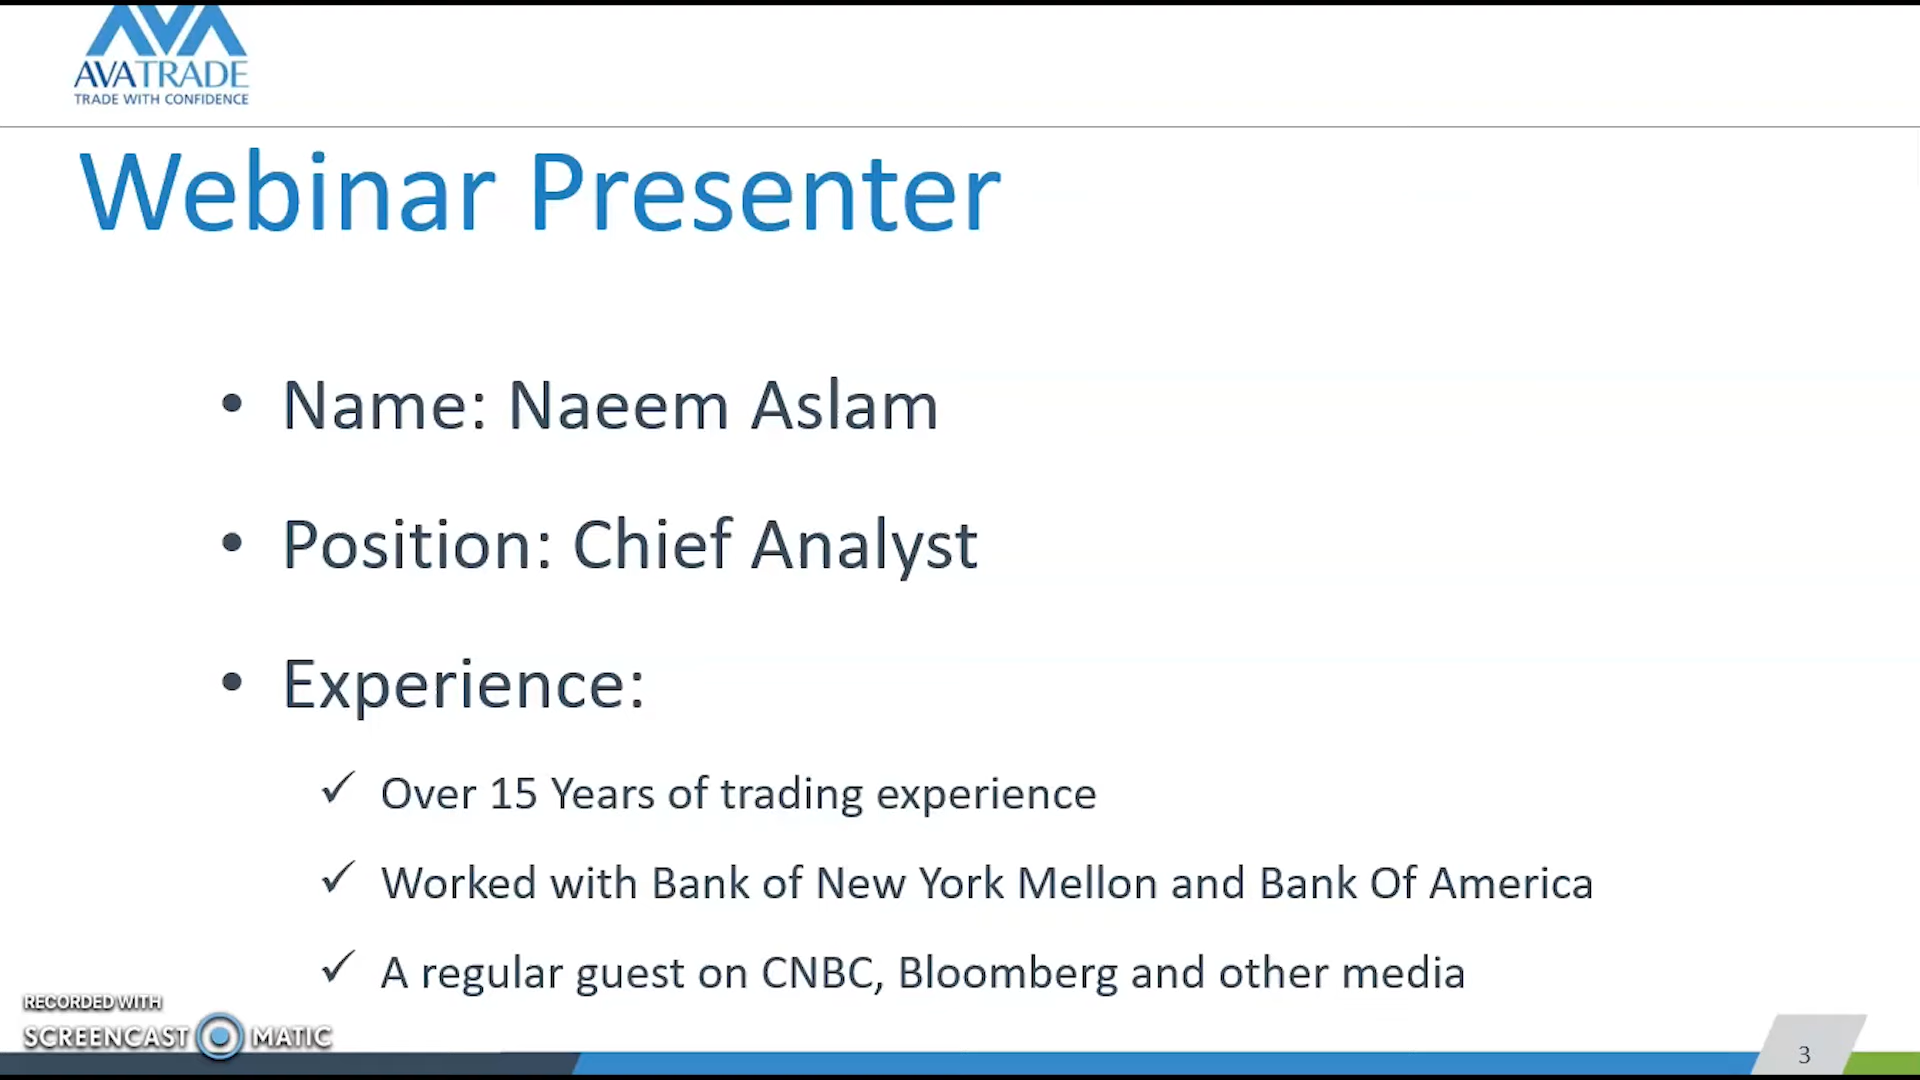 AVATRADE
TRADE WITH CONFIDENCE
Webinar Presenter
• Name: Naeem Aslam
• Position: Chief Analyst
• Experience:
✓ Over 15 Years of trading experience
✓ Worked with Bank of New York Mellon and Bank Of America
✓ A regular guest on CNBC, Bloomberg and other media
RECORDED WITH
SCREENCAST MATIC
3